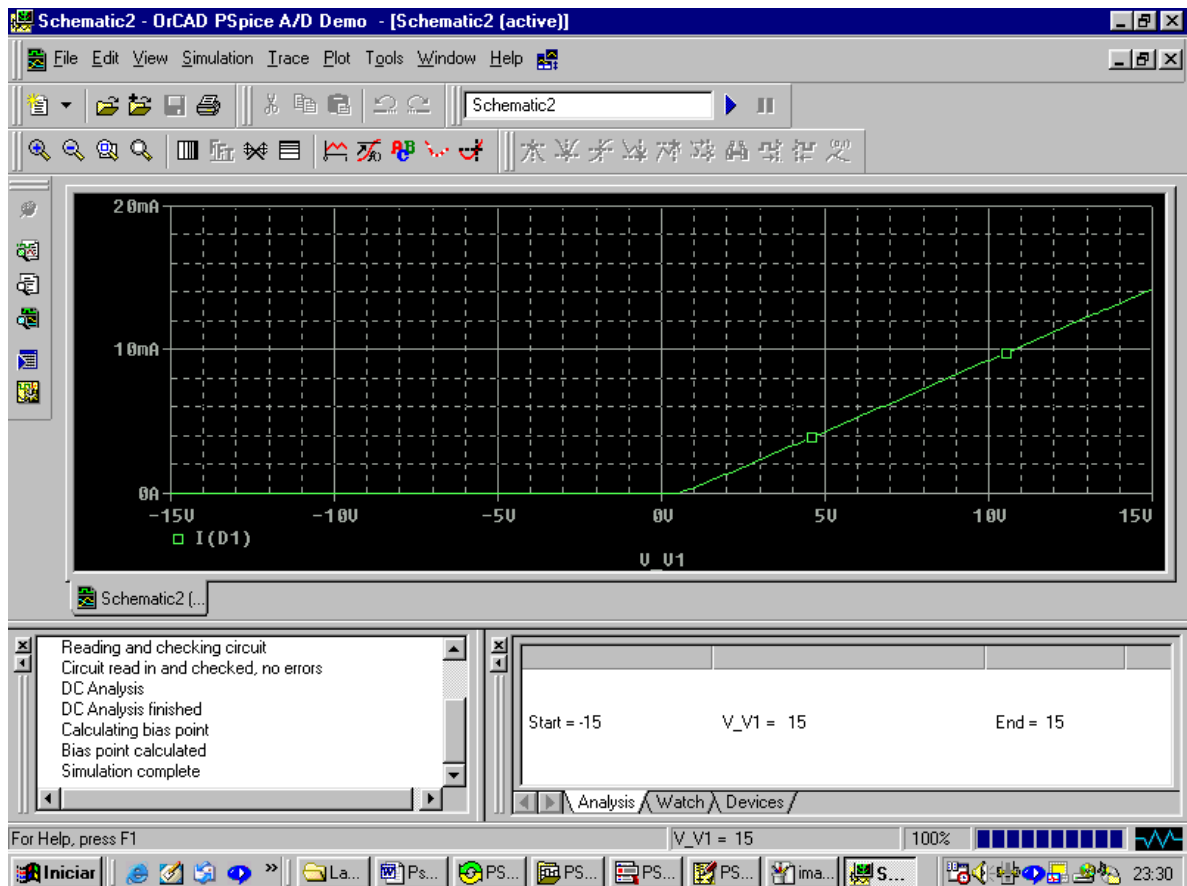 Schematic2 - OrCAD PSpice A/D Demo - [Schematic2 (active)]
File Edit View Simulation Trace Plot Tools Window Help
Schematic2
20mA
10mA
0A
-15V -10V -5V 0V 5V 10V 15V
I(D1)
V_V1
Schematic2 (...
Reading and checking circuit
Circuit read in and checked, no errors
DC Analysis
DC Analysis finished
Calculating bias point
Bias point calculated
Simulation complete
Start = -15 V_V1 = 15 End = 15
Analysis Watch Devices
For Help, press F1 V_V1 = 15 100%
Iniciar » La... Ps... PS... PS... PS... PS... ima... S... 23:30